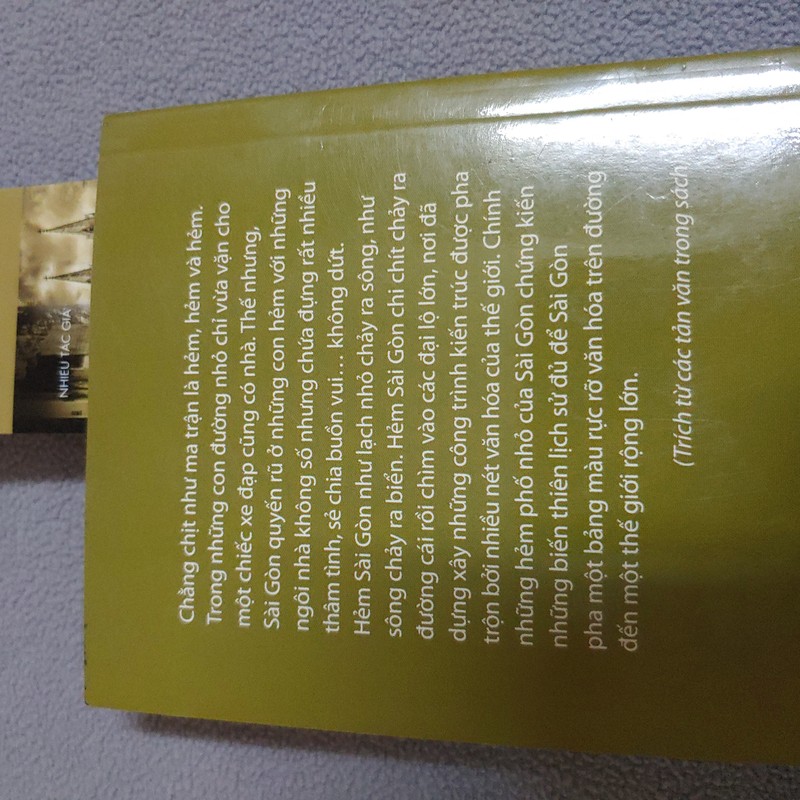 Chằng chịt như ma trận là hẻm, hẻm và hẻm.
Trong những con đường nhỏ chỉ vừa vặn cho
một chiếc xe đạp cũng có nhà. Thế nhưng,
Sài Gòn quyến rũ ở những con hẻm với những
ngôi nhà không số nhưng chứa đựng rất nhiều
thâm tình, sẻ chia buồn vui... không dứt.
Hẻm Sài Gòn như lạch nhỏ chảy ra sông, như
sông chảy ra biển. Hẻm Sài Gòn chi chít chảy ra
đường cái rồi chìm vào các đại lộ lớn, nơi đã
dựng xây những công trình kiến trúc được pha
trộn bởi nhiều nét văn hóa của thế giới. Chính
những hẻm phố nhỏ của Sài Gòn chứng kiến
những biến thiên lịch sử đủ để Sài Gòn
pha một bảng màu rực rỡ văn hóa trên đường
đến một thế giới rộng lớn.
(Trích từ các tản văn trong sách)
NHIỀU TÁC GIẢ